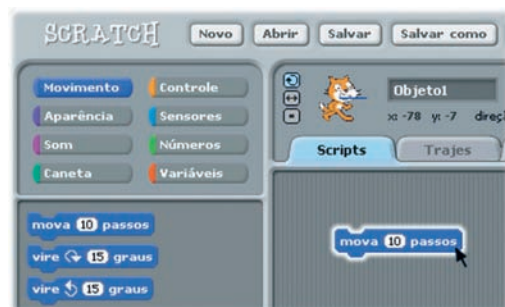 SCRATCH Novo Abrir Salvar Salvar como
Movimento Controle
Aparência Sensores
Som Números
Caneta Variáveis
Objeto1
x: -78 y: -7
Scripts Trajes
mova 10 passos
vire 15 graus
vire 15 graus
mova 10 passos